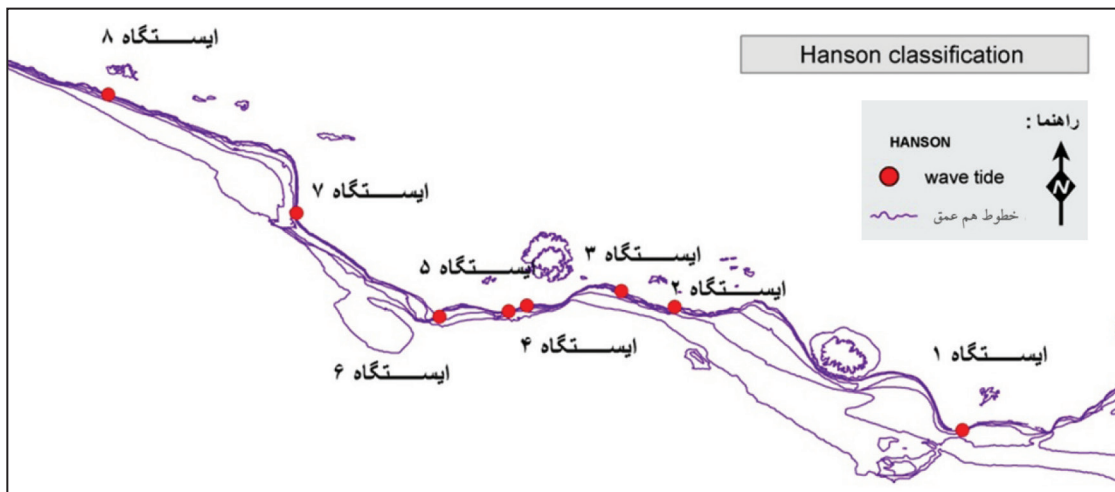 ایستگاه ۸
Hanson classification
راهنما :
HANSON
wave tide
خطوط هم عمق
N
ایستگاه ۷
ایستگاه ۳
ایستگاه ۵
ایستگاه ۲
ایستگاه ۴
ایستگاه ۱
ایستگاه ۶